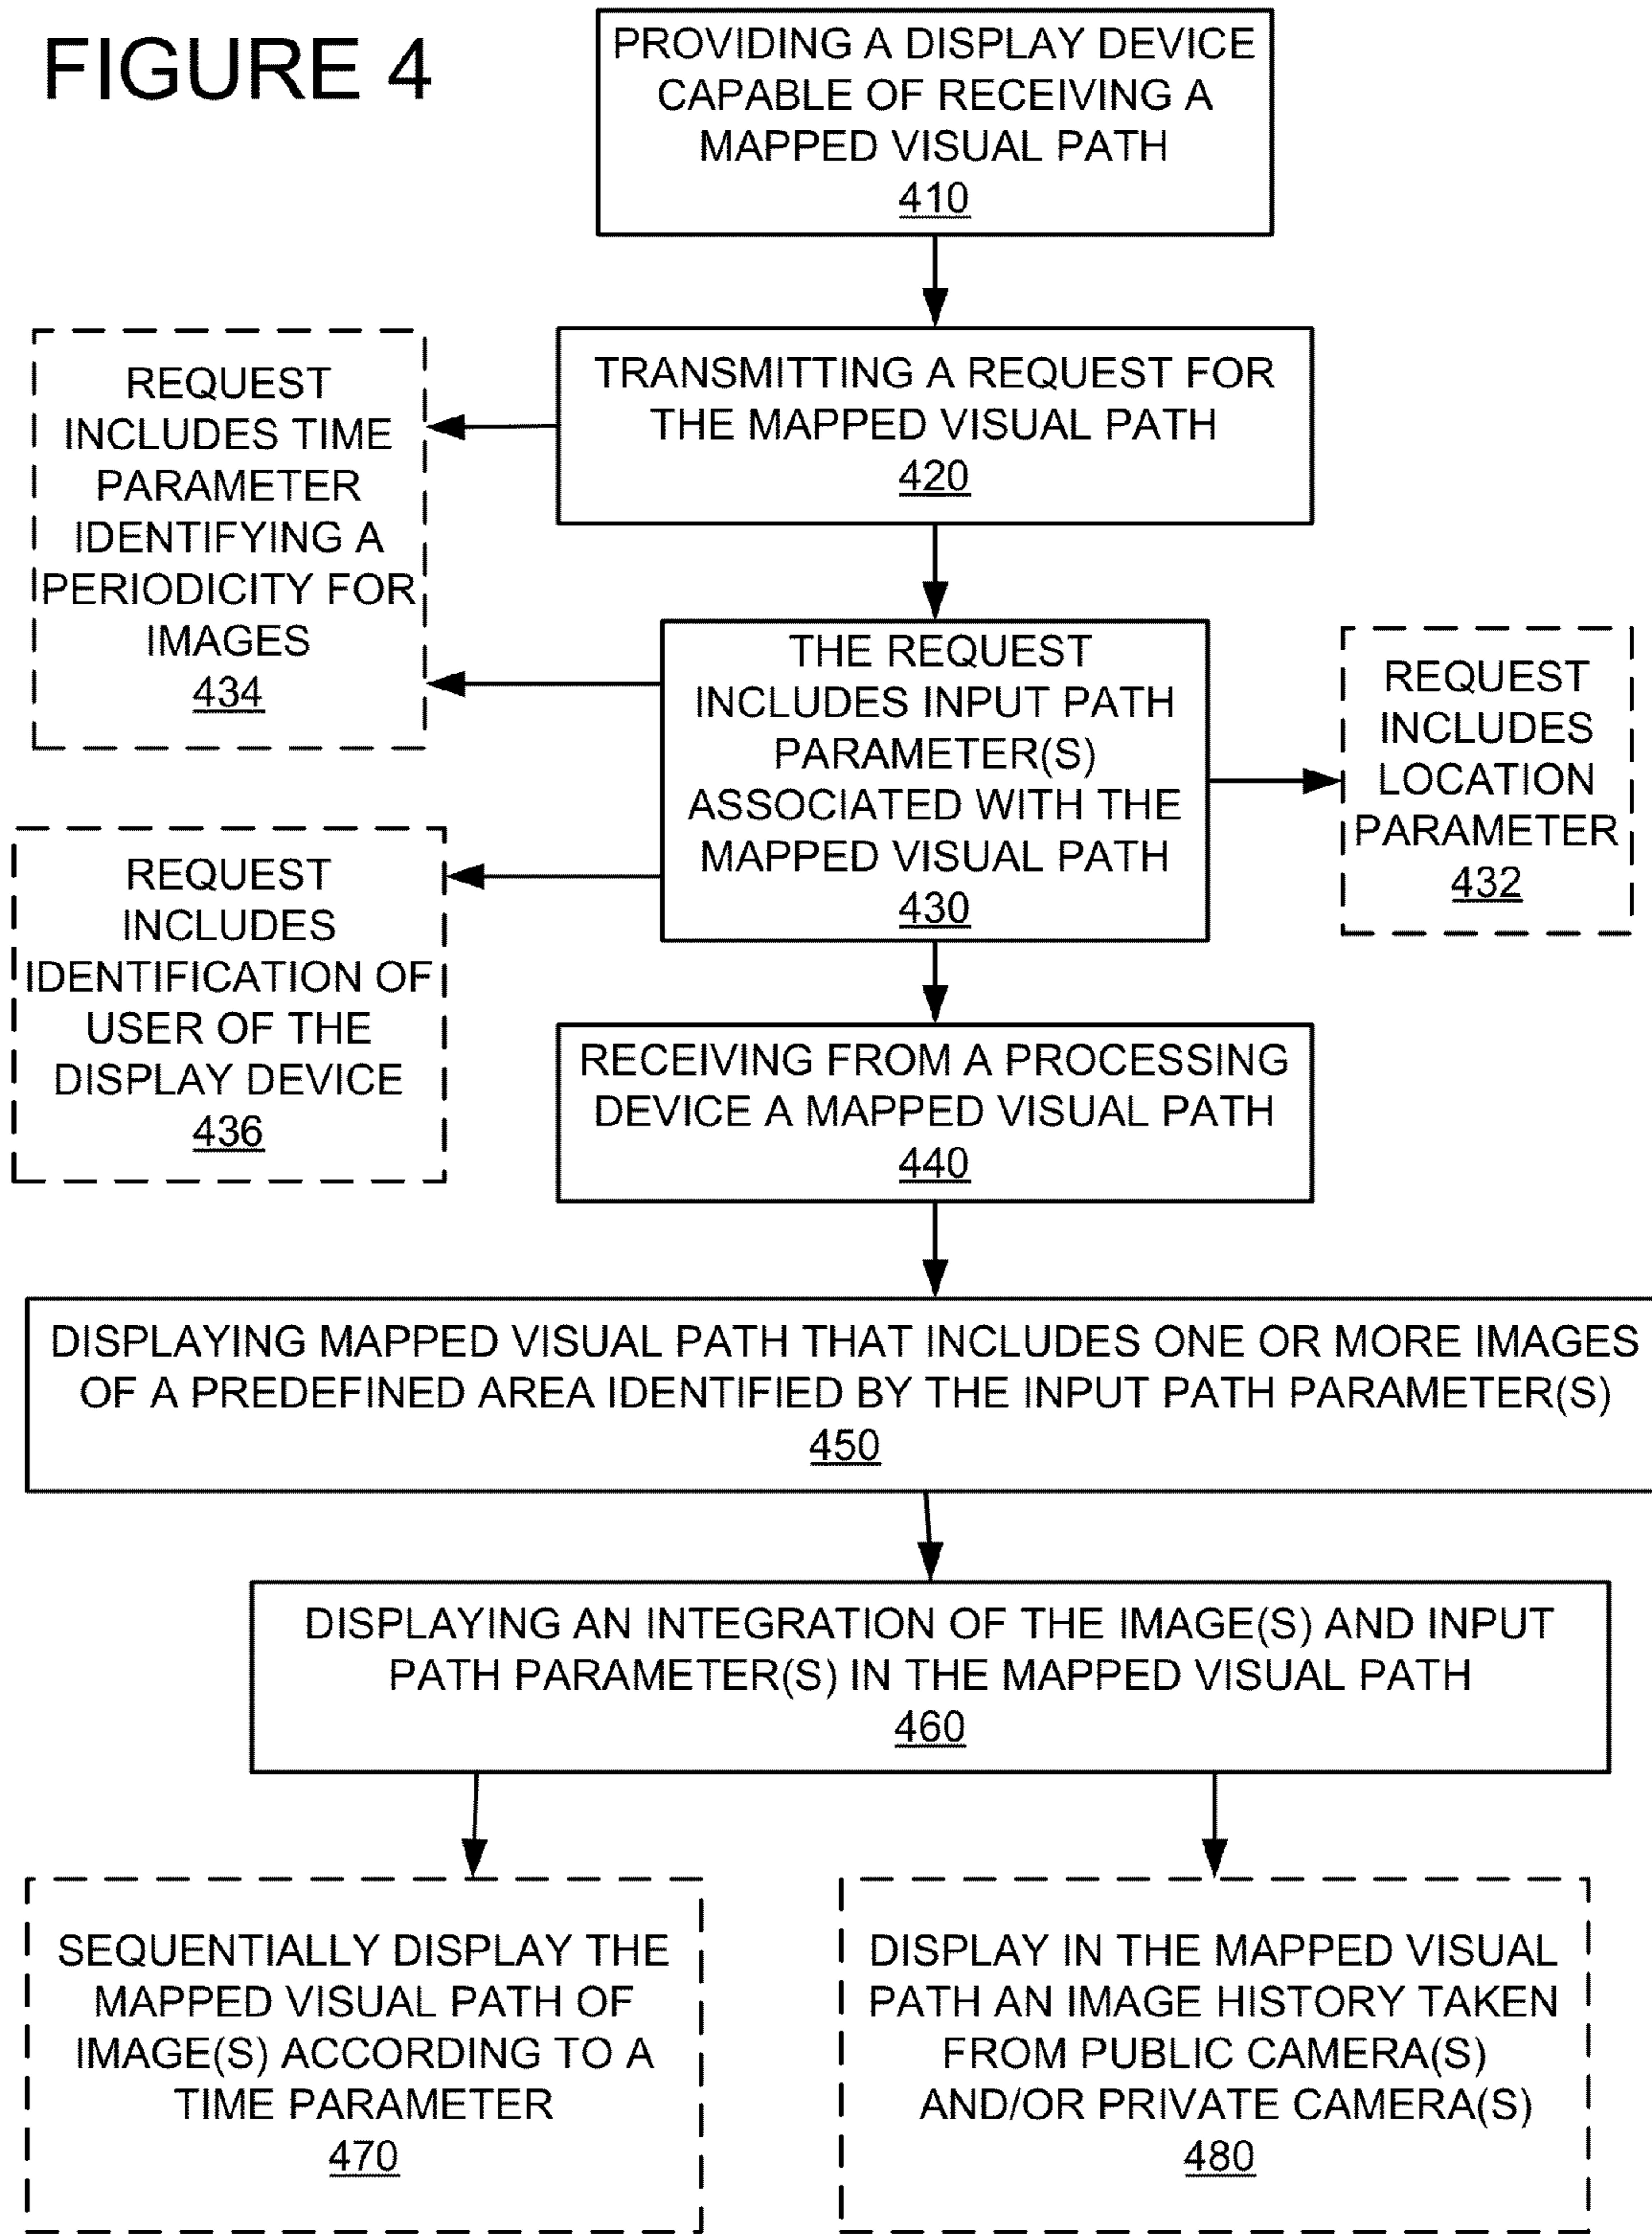 FIGURE 4
PROVIDING A DISPLAY DEVICE
CAPABLE OF RECEIVING A
MAPPED VISUAL PATH
410
TRANSMITTING A REQUEST FOR
THE MAPPED VISUAL PATH
420
REQUEST
INCLUDES TIME
PARAMETER
IDENTIFYING A
PERIODICITY FOR
IMAGES
434
THE REQUEST
INCLUDES INPUT PATH
PARAMETER(S)
ASSOCIATED WITH THE
MAPPED VISUAL PATH
430
REQUEST
INCLUDES
LOCATION
PARAMETER
432
REQUEST
INCLUDES
IDENTIFICATION OF
USER OF THE
DISPLAY DEVICE
436
RECEIVING FROM A PROCESSING
DEVICE A MAPPED VISUAL PATH
440
DISPLAYING MAPPED VISUAL PATH THAT INCLUDES ONE OR MORE IMAGES
OF A PREDEFINED AREA IDENTIFIED BY THE INPUT PATH PARAMETER(S)
450
DISPLAYING AN INTEGRATION OF THE IMAGE(S) AND INPUT
PATH PARAMETER(S) IN THE MAPPED VISUAL PATH
460
SEQUENTIALLY DISPLAY THE
MAPPED VISUAL PATH OF
IMAGE(S) ACCORDING TO A
TIME PARAMETER
470
DISPLAY IN THE MAPPED VISUAL
PATH AN IMAGE HISTORY TAKEN
FROM PUBLIC CAMERA(S)
AND/OR PRIVATE CAMERA(S)
480